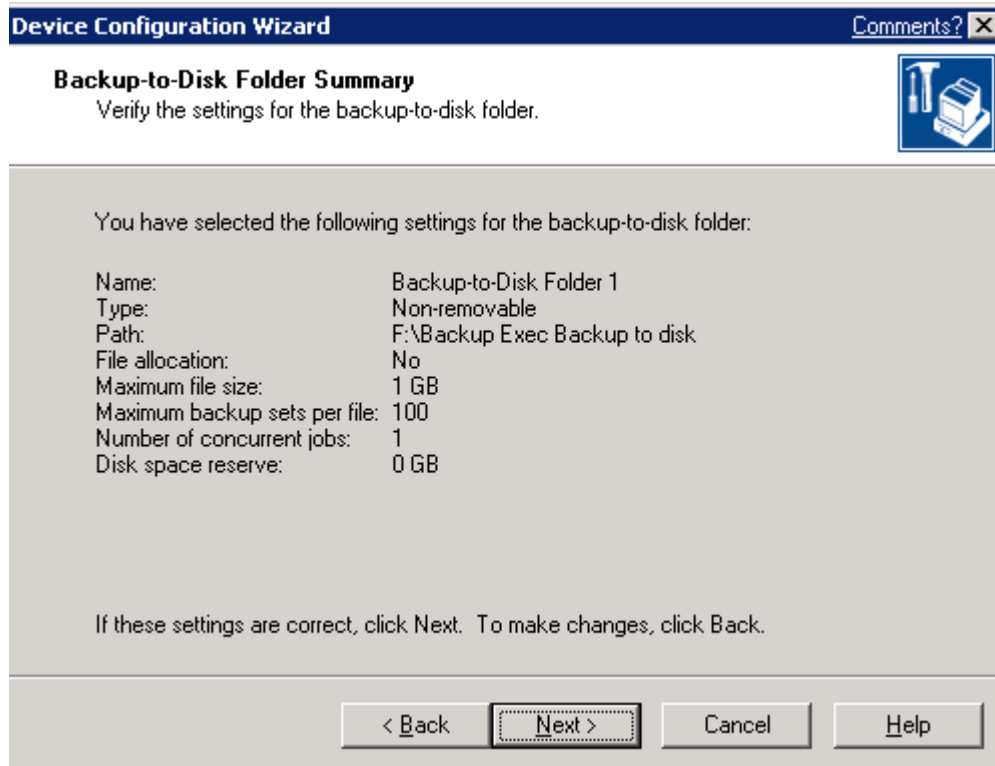 Device Configuration Wizard Comments?
Backup-to-Disk Folder Summary
Verify the settings for the backup-to-disk folder.
You have selected the following settings for the backup-to-disk folder:
Name: Backup-to-Disk Folder 1
Type: Non-removable
Path: F:\Backup Exec Backup to disk
File allocation: No
Maximum file size: 1 GB
Maximum backup sets per file: 100
Number of concurrent jobs: 1
Disk space reserve: 0 GB
If these settings are correct, click Next. To make changes, click Back.
< Back Next > Cancel Help